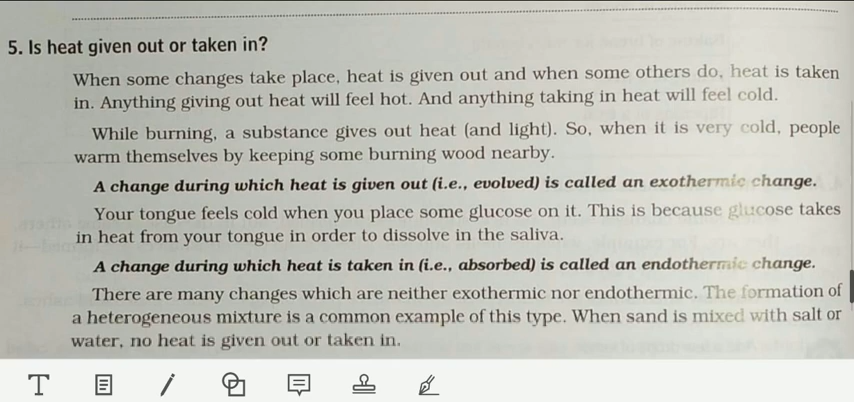 5. Is heat given out or taken in?
When some changes take place, heat is given out and when some others do, heat is taken
in. Anything giving out heat will feel hot. And anything taking in heat will feel cold.
While burning, a substance gives out heat (and light). So, when it is very cold, people
warm themselves by keeping some burning wood nearby.
A change during which heat is given out (i.e., evolved) is called an exothermic change.
Your tongue feels cold when you place some glucose on it. This is because glucose takes
in heat from your tongue in order to dissolve in the saliva.
A change during which heat is taken in (i.e., absorbed) is called an endothermic change.
There are many changes which are neither exothermic nor endothermic. The formation of
a heterogeneous mixture is a common example of this type. When sand is mixed with salt or
water, no heat is given out or taken in.
T